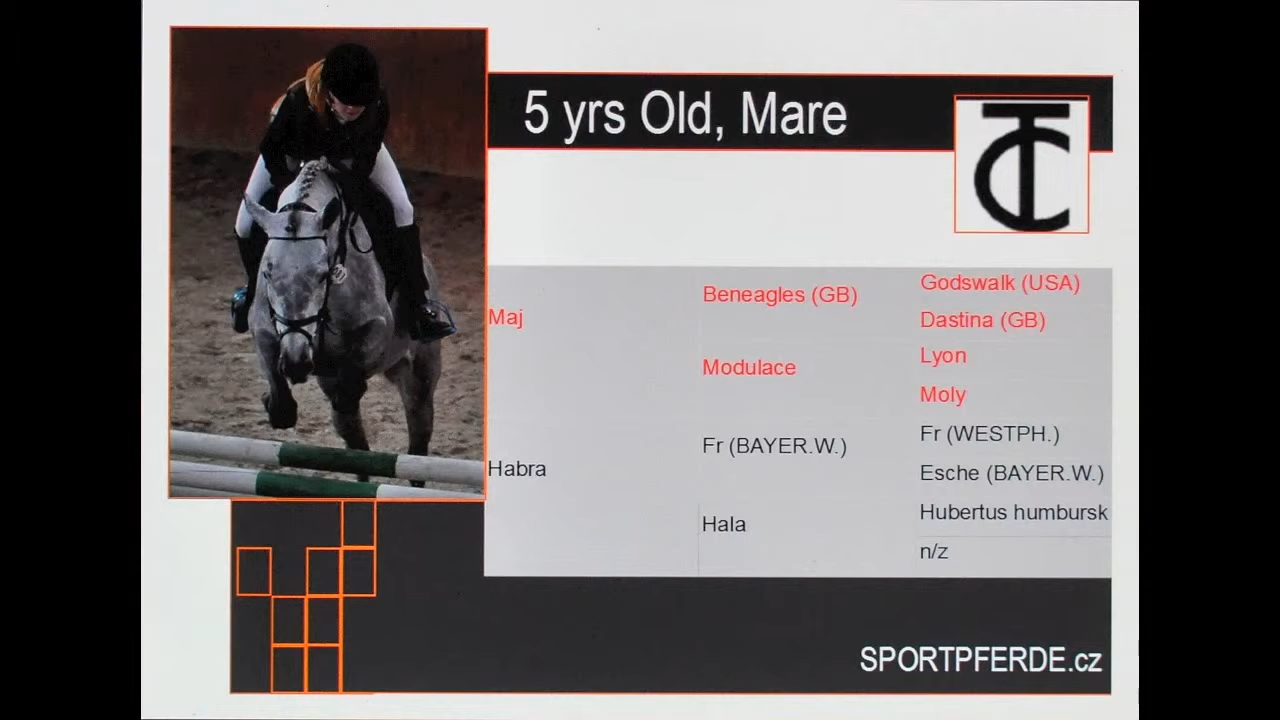 5 yrs Old, Mare
TC
Maj
Beneagles (GB)
Godswalk (USA)
Dastina (GB)
Modulace
Lyon
Moly
Habra
Fr (BAYER.W.)
Fr (WESTPH.)
Esche (BAYER.W.)
Hala
Hubertus humbursk
n/z
SPORTPFERDE.cz